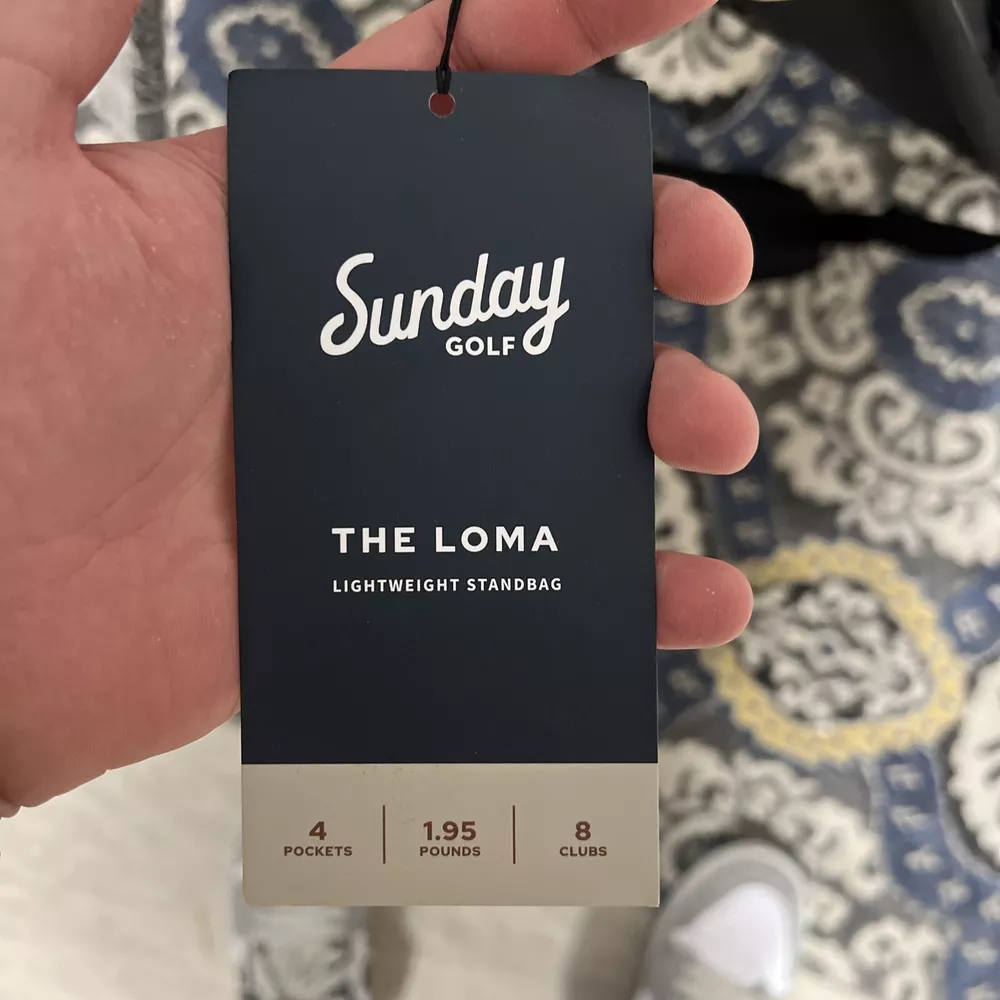 Sunday
GOLF
THE LOMA
LIGHTWEIGHT STANDBAG
4 1.95 8
POCKETS POUNDS CLUBS